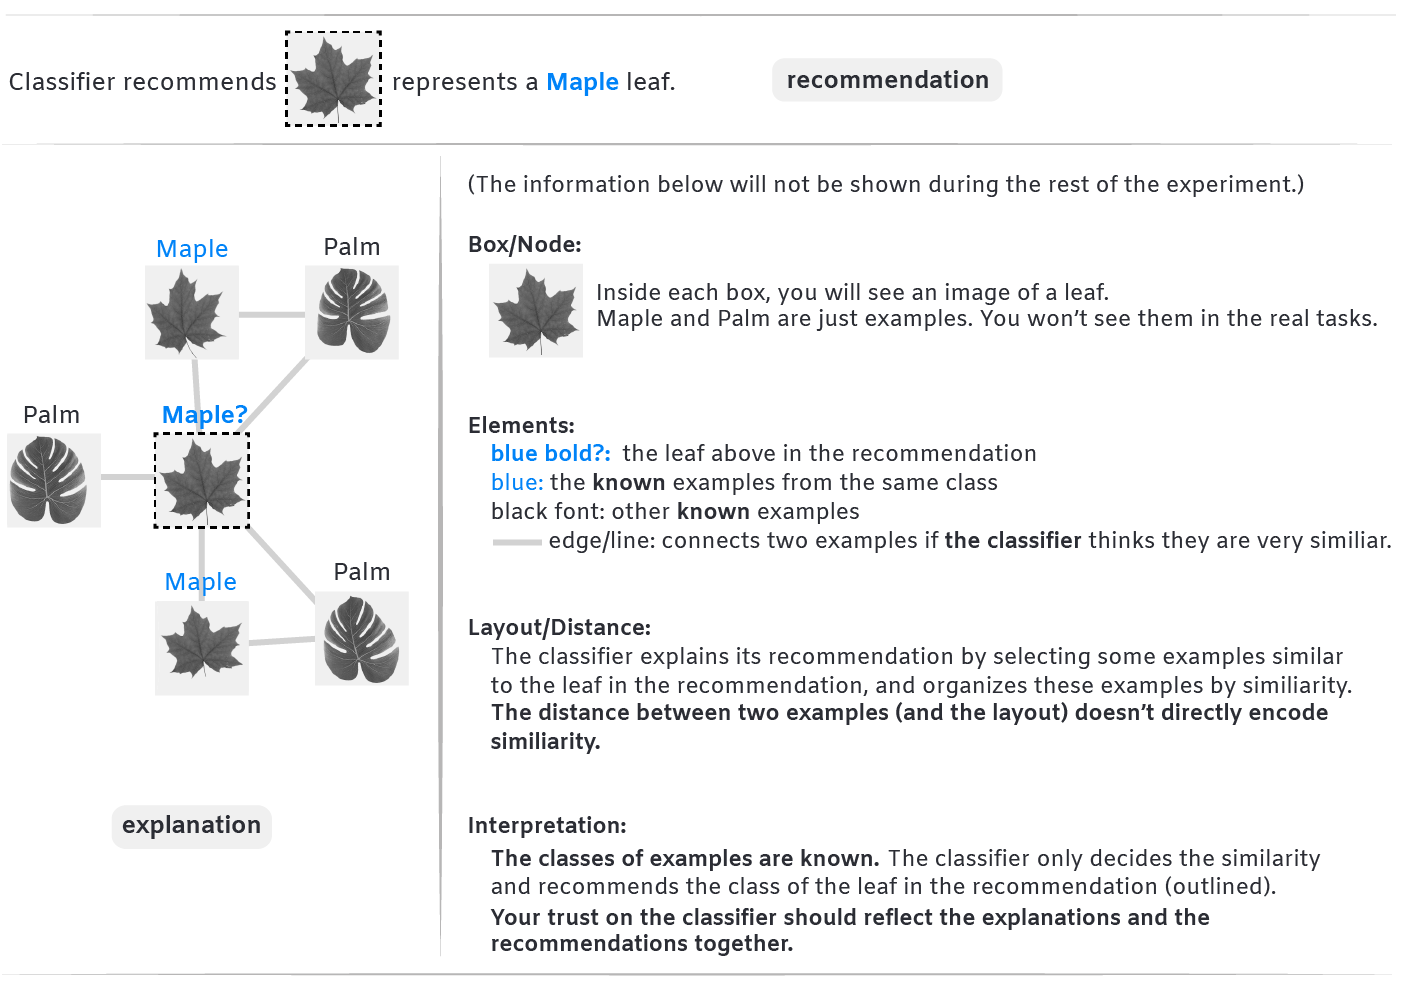 Classifier recommends represents a Maple leaf.
recommendation
Maple
Palm
Palm
Maple?
Maple
Palm
explanation
(The information below will not be shown during the rest of the experiment.)
Box/Node:
Inside each box, you will see an image of a leaf.
Maple and Palm are just examples. You won’t see them in the real tasks.
Elements:
blue bold?: the leaf above in the recommendation
blue: the known examples from the same class
black font: other known examples
edge/line: connects two examples if the classifier thinks they are very similiar.
Layout/Distance:
The classifier explains its recommendation by selecting some examples similar
to the leaf in the recommendation, and organizes these examples by similiarity.
The distance between two examples (and the layout) doesn’t directly encode
similiarity.
Interpretation:
The classes of examples are known. The classifier only decides the similarity
and recommends the class of the leaf in the recommendation (outlined).
Your trust on the classifier should reflect the explanations and the
recommendations together.